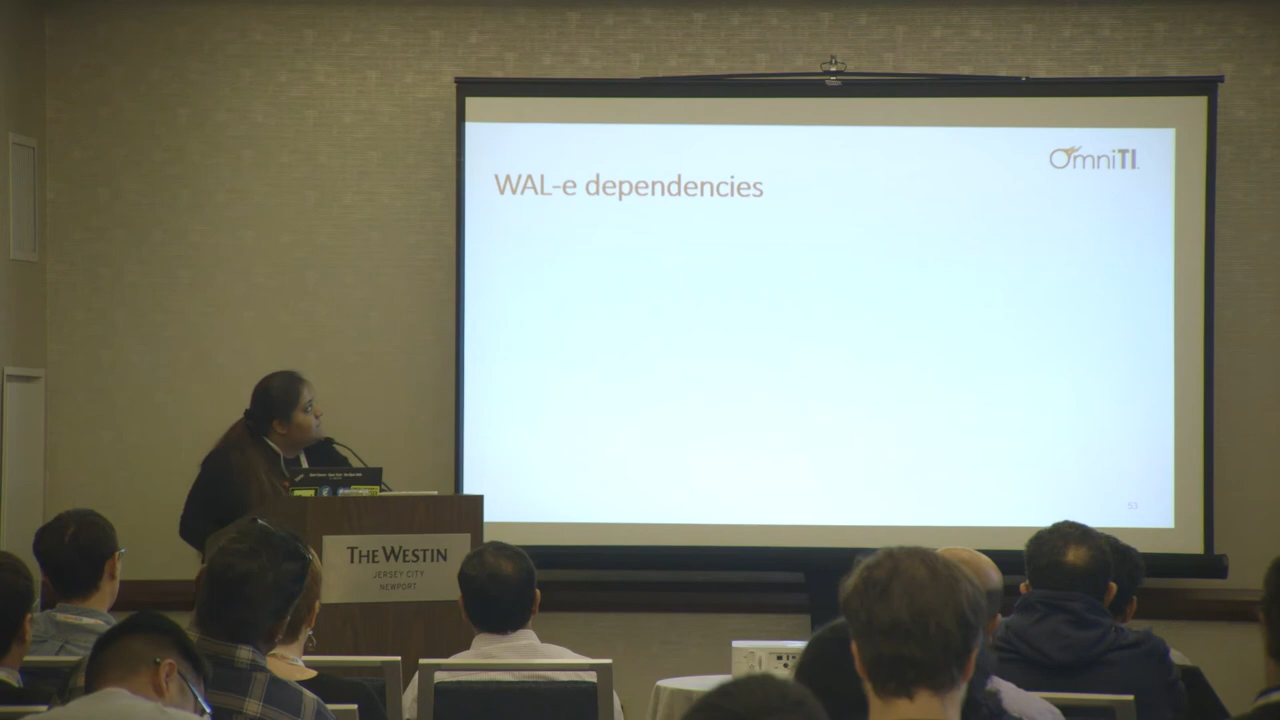 OmniTI
WAL-e dependencies
53
THE WESTIN
JERSEY CITY
NEWPORT